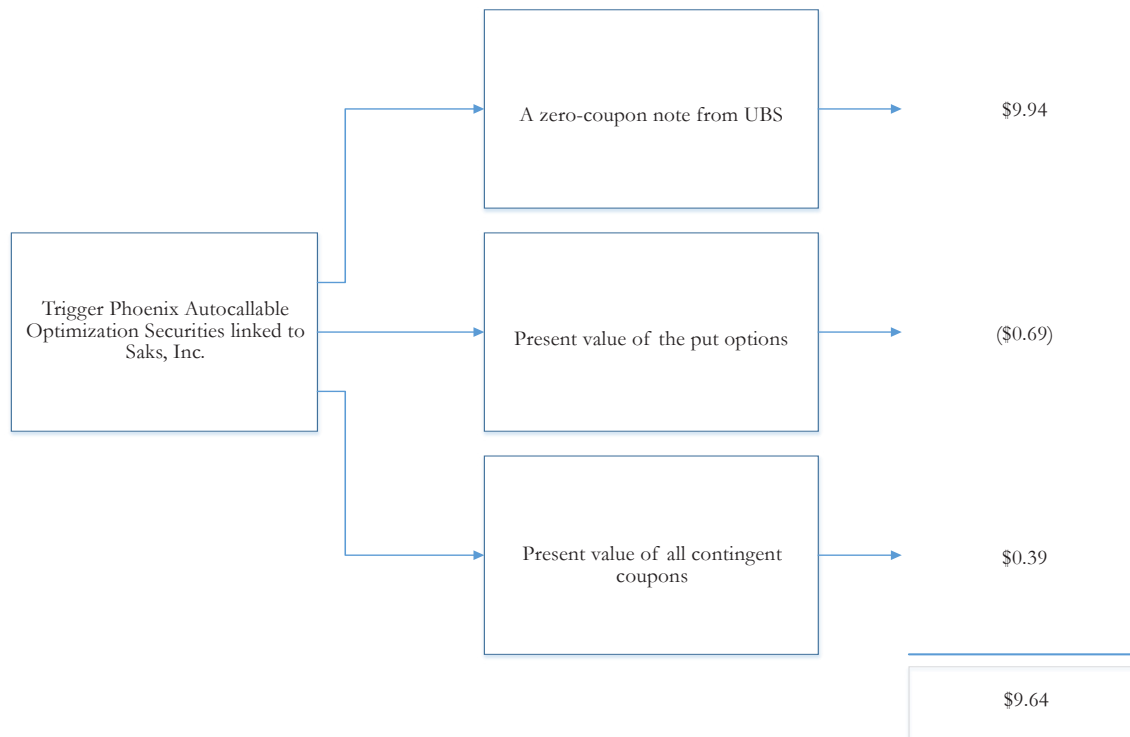 A zero-coupon note from UBS
$9.94
Trigger Phoenix Autocallable
Optimization Securities linked to
Saks, Inc.
Present value of the put options
($0.69)
Present value of all contingent
coupons
$0.39
$9.64